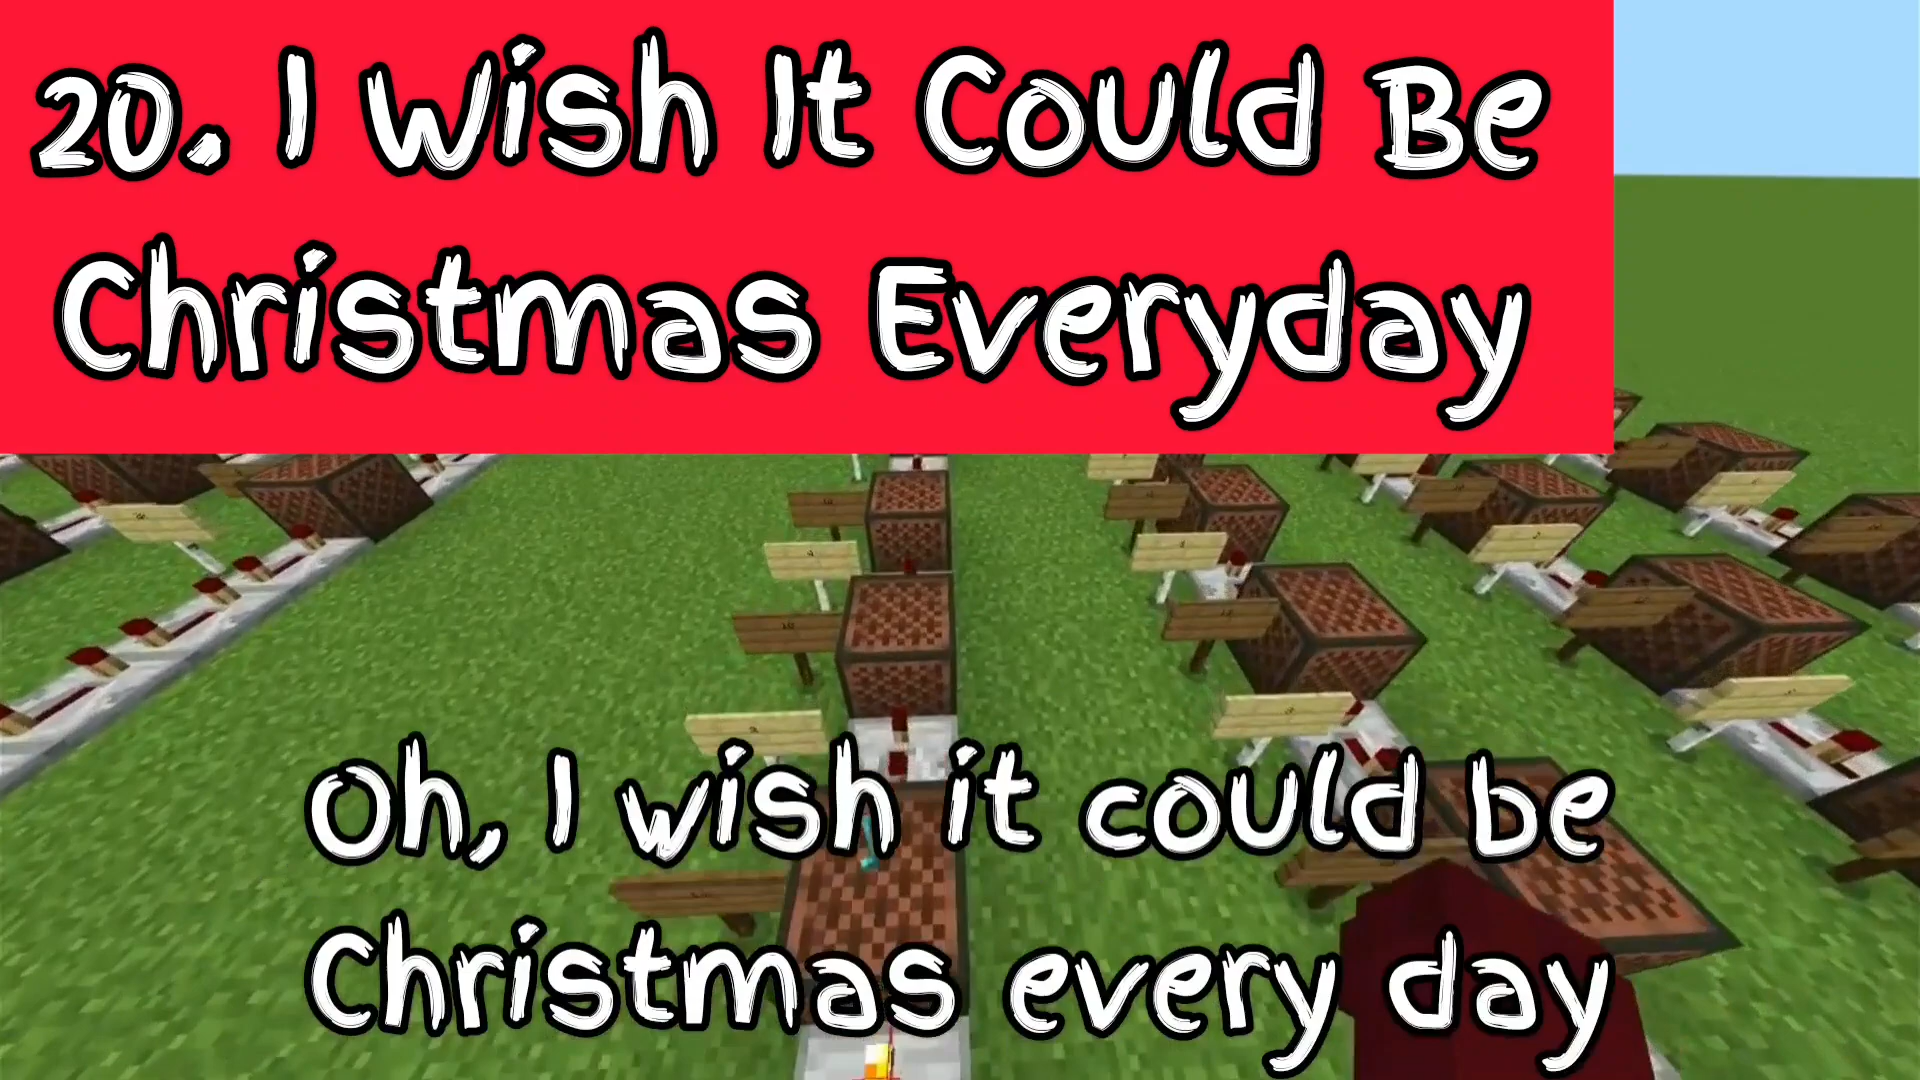 20. I Wish It Could Be
Christmas Everyday
Oh, I wish it could be
Christmas every day